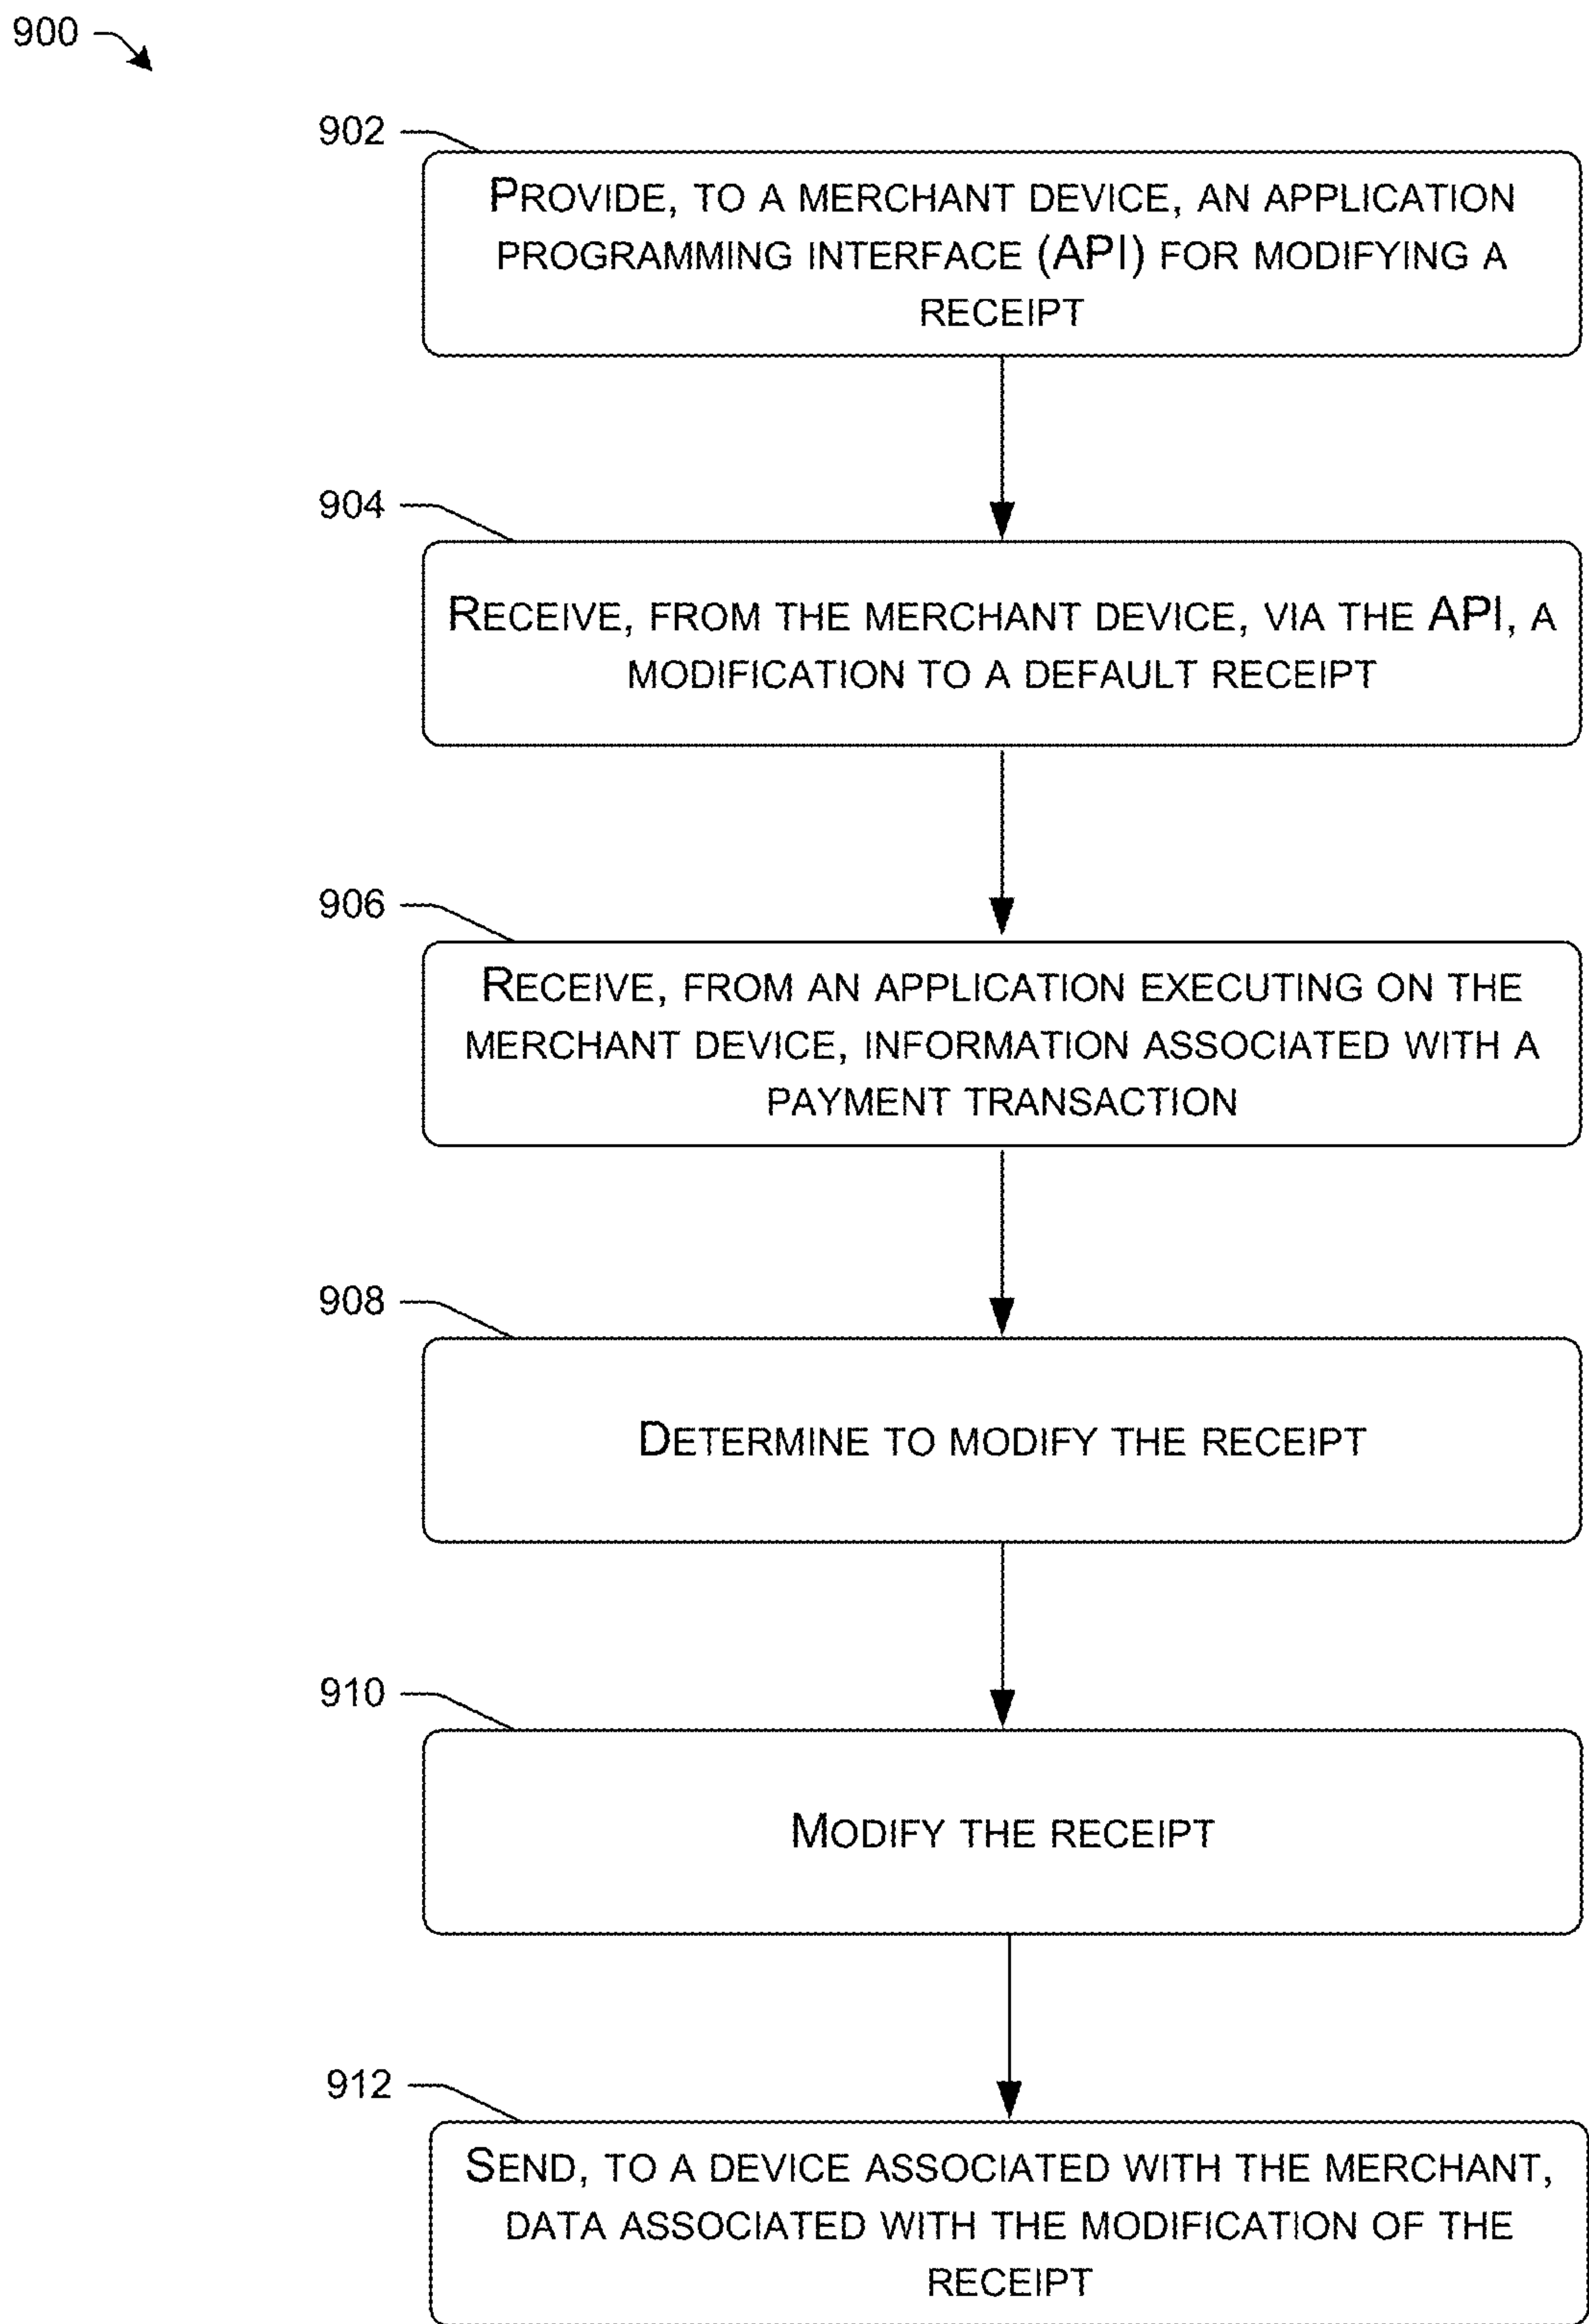 900
902
PROVIDE, TO A MERCHANT DEVICE, AN APPLICATION
PROGRAMMING INTERFACE (API) FOR MODIFYING A
RECEIPT
904
RECEIVE, FROM THE MERCHANT DEVICE, VIA THE API, A
MODIFICATION TO A DEFAULT RECEIPT
906
RECEIVE, FROM AN APPLICATION EXECUTING ON THE
MERCHANT DEVICE, INFORMATION ASSOCIATED WITH A
PAYMENT TRANSACTION
908
DETERMINE TO MODIFY THE RECEIPT
910
MODIFY THE RECEIPT
912
SEND, TO A DEVICE ASSOCIATED WITH THE MERCHANT,
DATA ASSOCIATED WITH THE MODIFICATION OF THE
RECEIPT